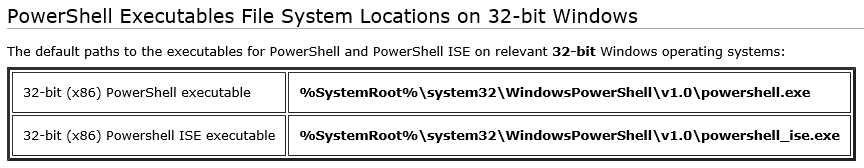 PowerShell Executables File System Locations on 32-bit Windows
The default paths to the executables for PowerShell and PowerShell ISE on relevant 32-bit Windows operating systems:
32-bit (x86) PowerShell executable %SystemRoot%\system32\WindowsPowerShell\v1.0\powershell.exe
32-bit (x86) Powershell ISE executable %SystemRoot%\system32\WindowsPowerShell\v1.0\powershell_ise.exe